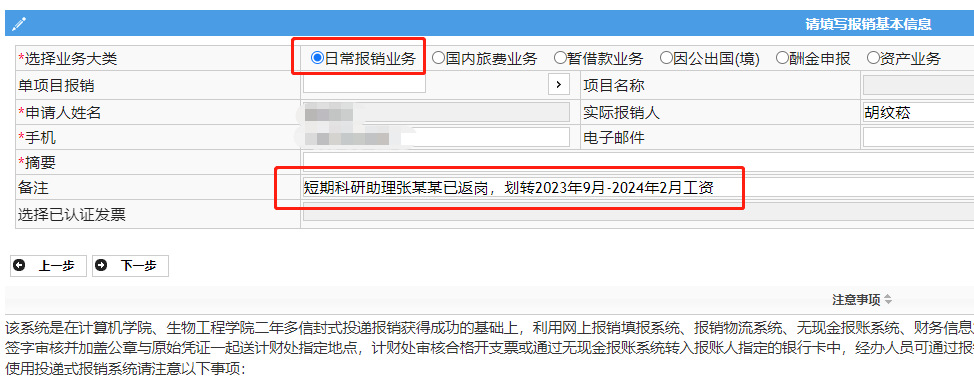 请填写报销基本信息
*选择业务大类 日常报销业务 国内旅费业务 暂借款业务 因公出国(境) 酬金申报 资产业务
单项目报销 项目名称
*申请人姓名 实际报销人 胡纹菘
*手机 电子邮件
*摘要
备注 短期科研助理张某某已返岗，划转2023年9月-2024年2月工资
选择已认证发票
上一步 下一步
注意事项
该系统是在计算机学院、生物工程学院二年多信封式投递报销获得成功的基础上，利用网上报销填报系统、报销物流系统、无现金报账系统、财务信息
签字审核并加盖公章与原始凭证一起送计财处指定地点，计财处审核合格开支票或通过无现金报账系统转入报账人指定的银行卡中，经办人员可通过报
使用投递式报销系统请注意以下事项：